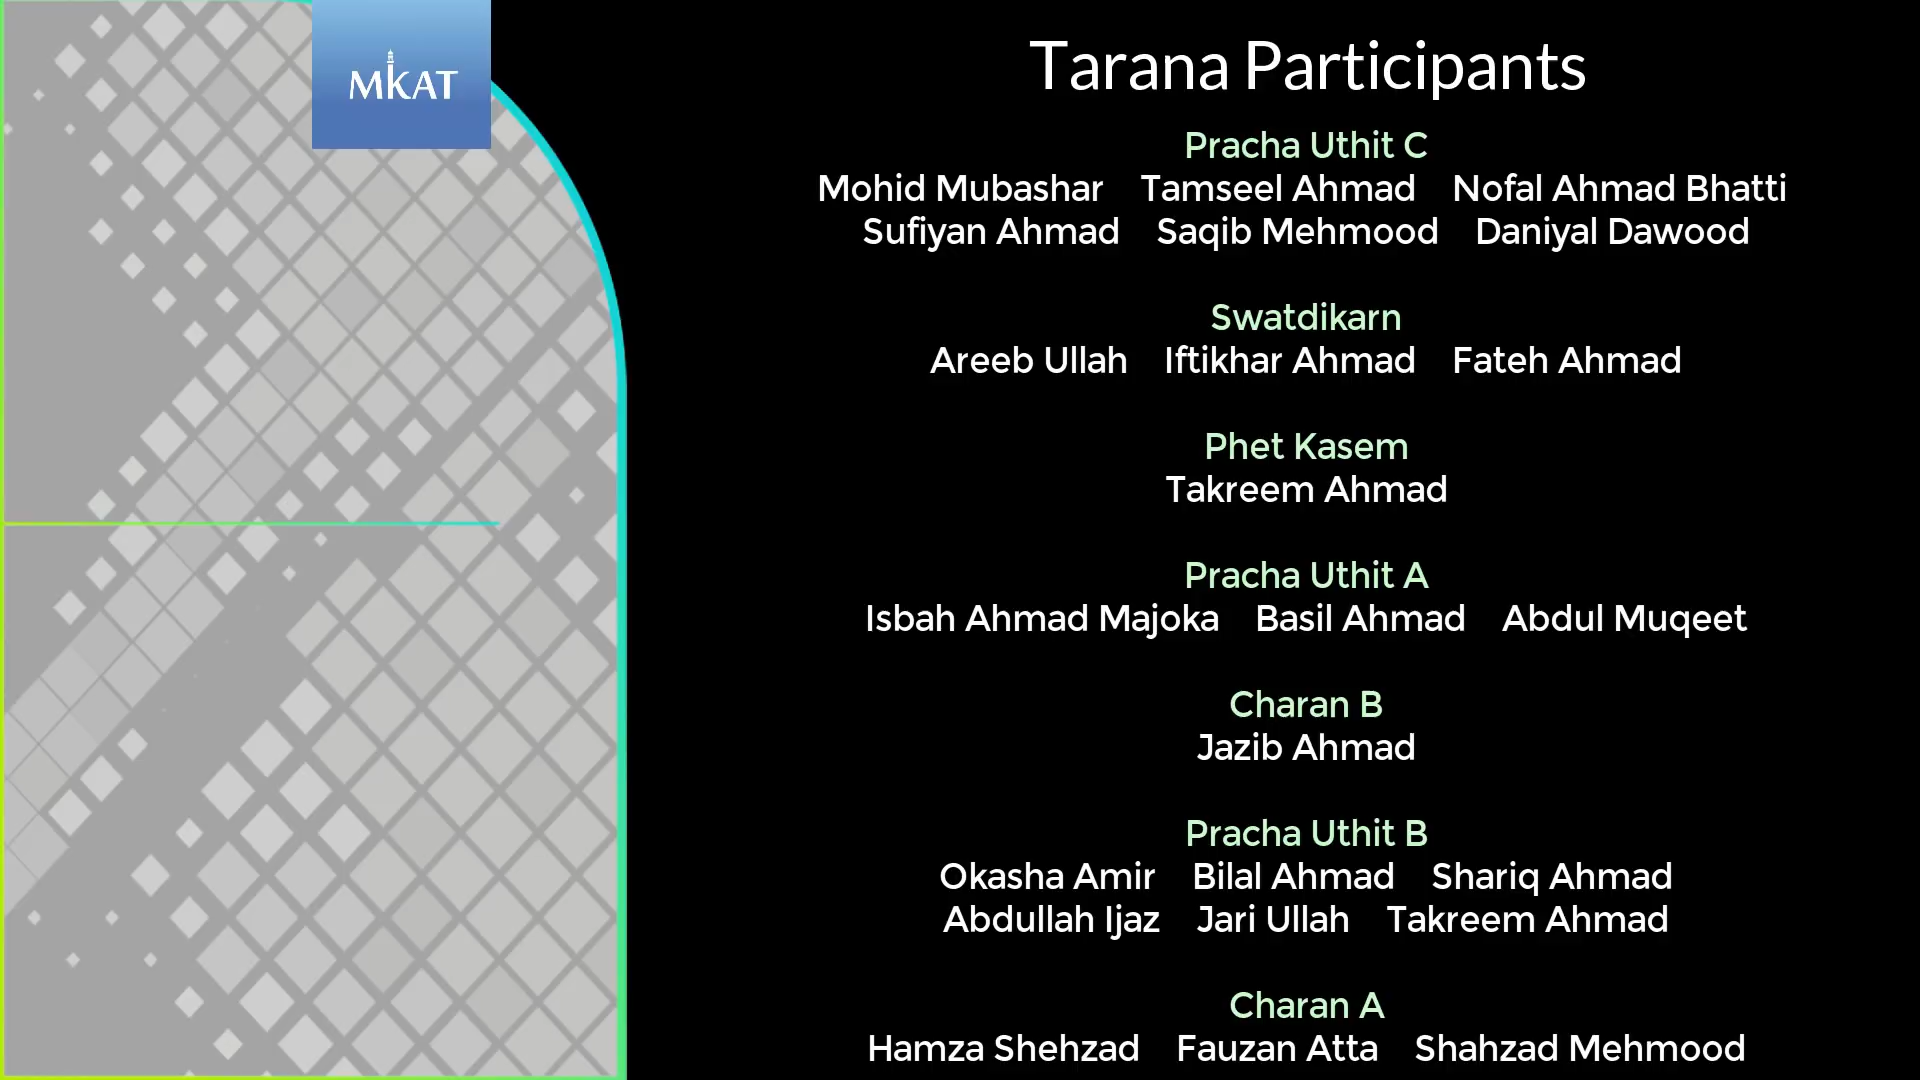 MKAT
Tarana Participants
Pracha Uthit C
Mohid Mubashar Tamseel Ahmad Nofal Ahmad Bhatti
Sufiyan Ahmad Saqib Mehmood Daniyal Dawood
Swatdikarn
Areeb Ullah Iftikhar Ahmad Fateh Ahmad
Phet Kasem
Takreem Ahmad
Pracha Uthit A
Isbah Ahmad Majoka Basil Ahmad Abdul Muqeet
Charan B
Jazib Ahmad
Pracha Uthit B
Okasha Amir Bilal Ahmad Shariq Ahmad
Abdullah Ijaz Jari Ullah Takreem Ahmad
Charan A
Hamza Shehzad Fauzan Atta Shahzad Mehmood